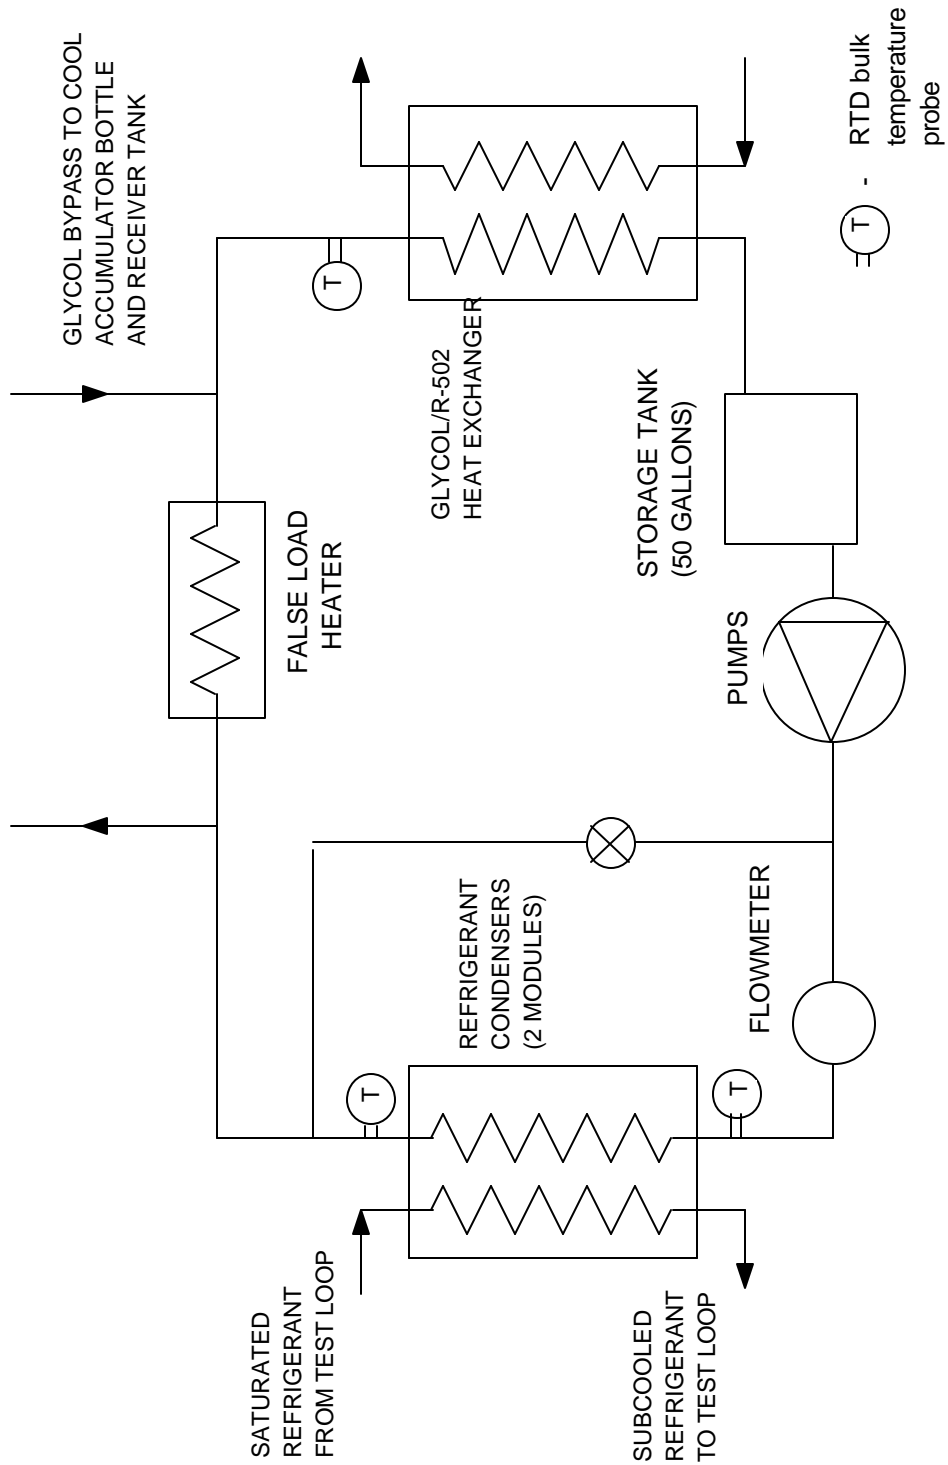 GLYCOL BYPASS TO COOL
ACCUMULATOR BOTTLE
AND RECEIVER TANK
FALSE LOAD
HEATER
T
GLYCOL/R-502
HEAT EXCHANGER
SATURATED
REFRIGERANT
FROM TEST LOOP
T
REFRIGERANT
CONDENSERS
(2 MODULES)
STORAGE TANK
(50 GALLONS)
SUBCOOLED
REFRIGERANT
TO TEST LOOP
T
FLOWMETER
PUMPS
T - RTD bulk
temperature
probe